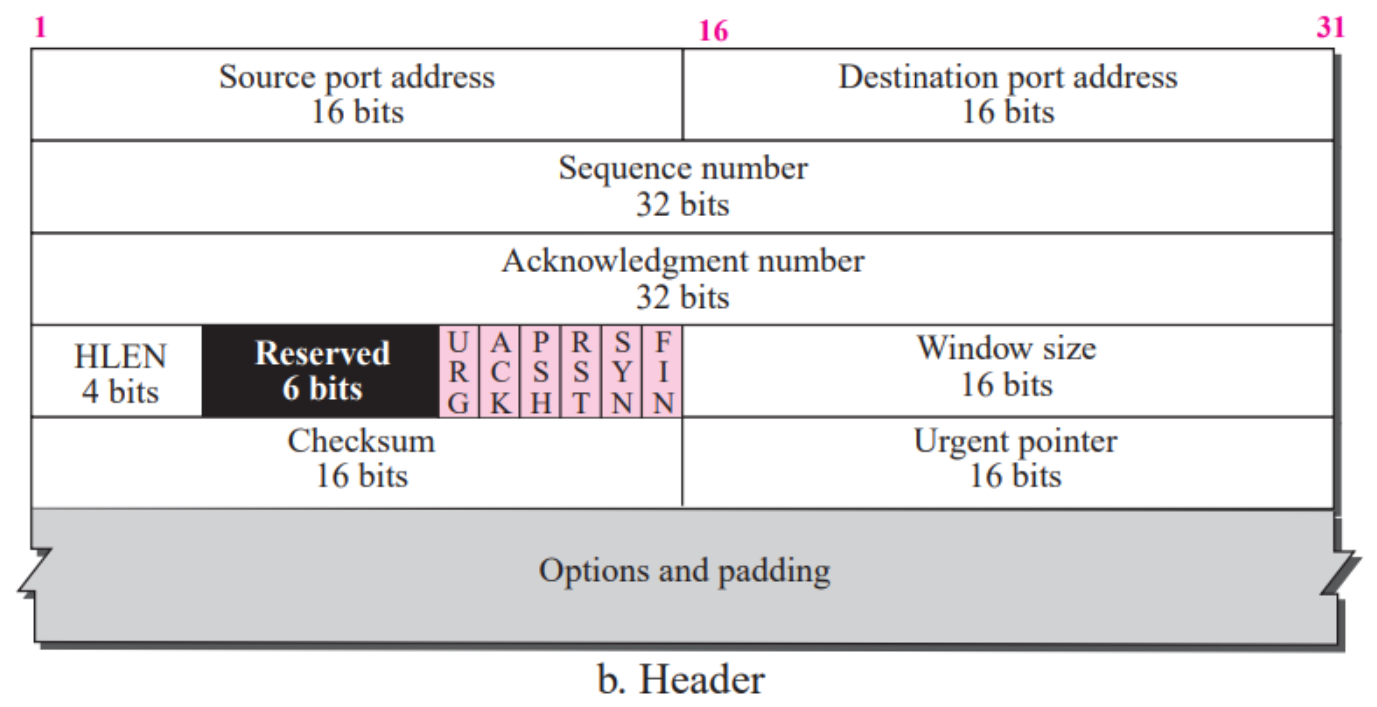 1 16 31
Source port address Destination port address
16 bits 16 bits
Sequence number
32 bits
Acknowledgment number
32 bits
HLEN Reserved URG ACK PSH RST SYN FIN Window size
4 bits 6 bits 16 bits
Checksum Urgent pointer
16 bits 16 bits
Options and padding
b. Header